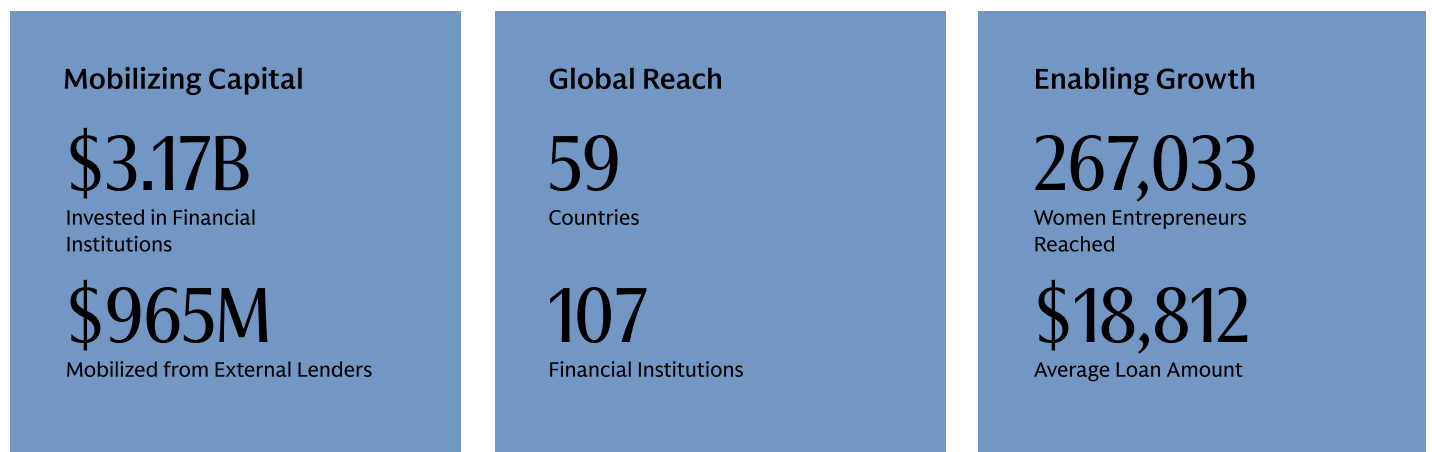 Mobilizing Capital
$3.17B
Invested in Financial
Institutions
$965M
Mobilized from External Lenders
Global Reach
59
Countries
107
Financial Institutions
Enabling Growth
267,033
Women Entrepreneurs
Reached
$18,812
Average Loan Amount